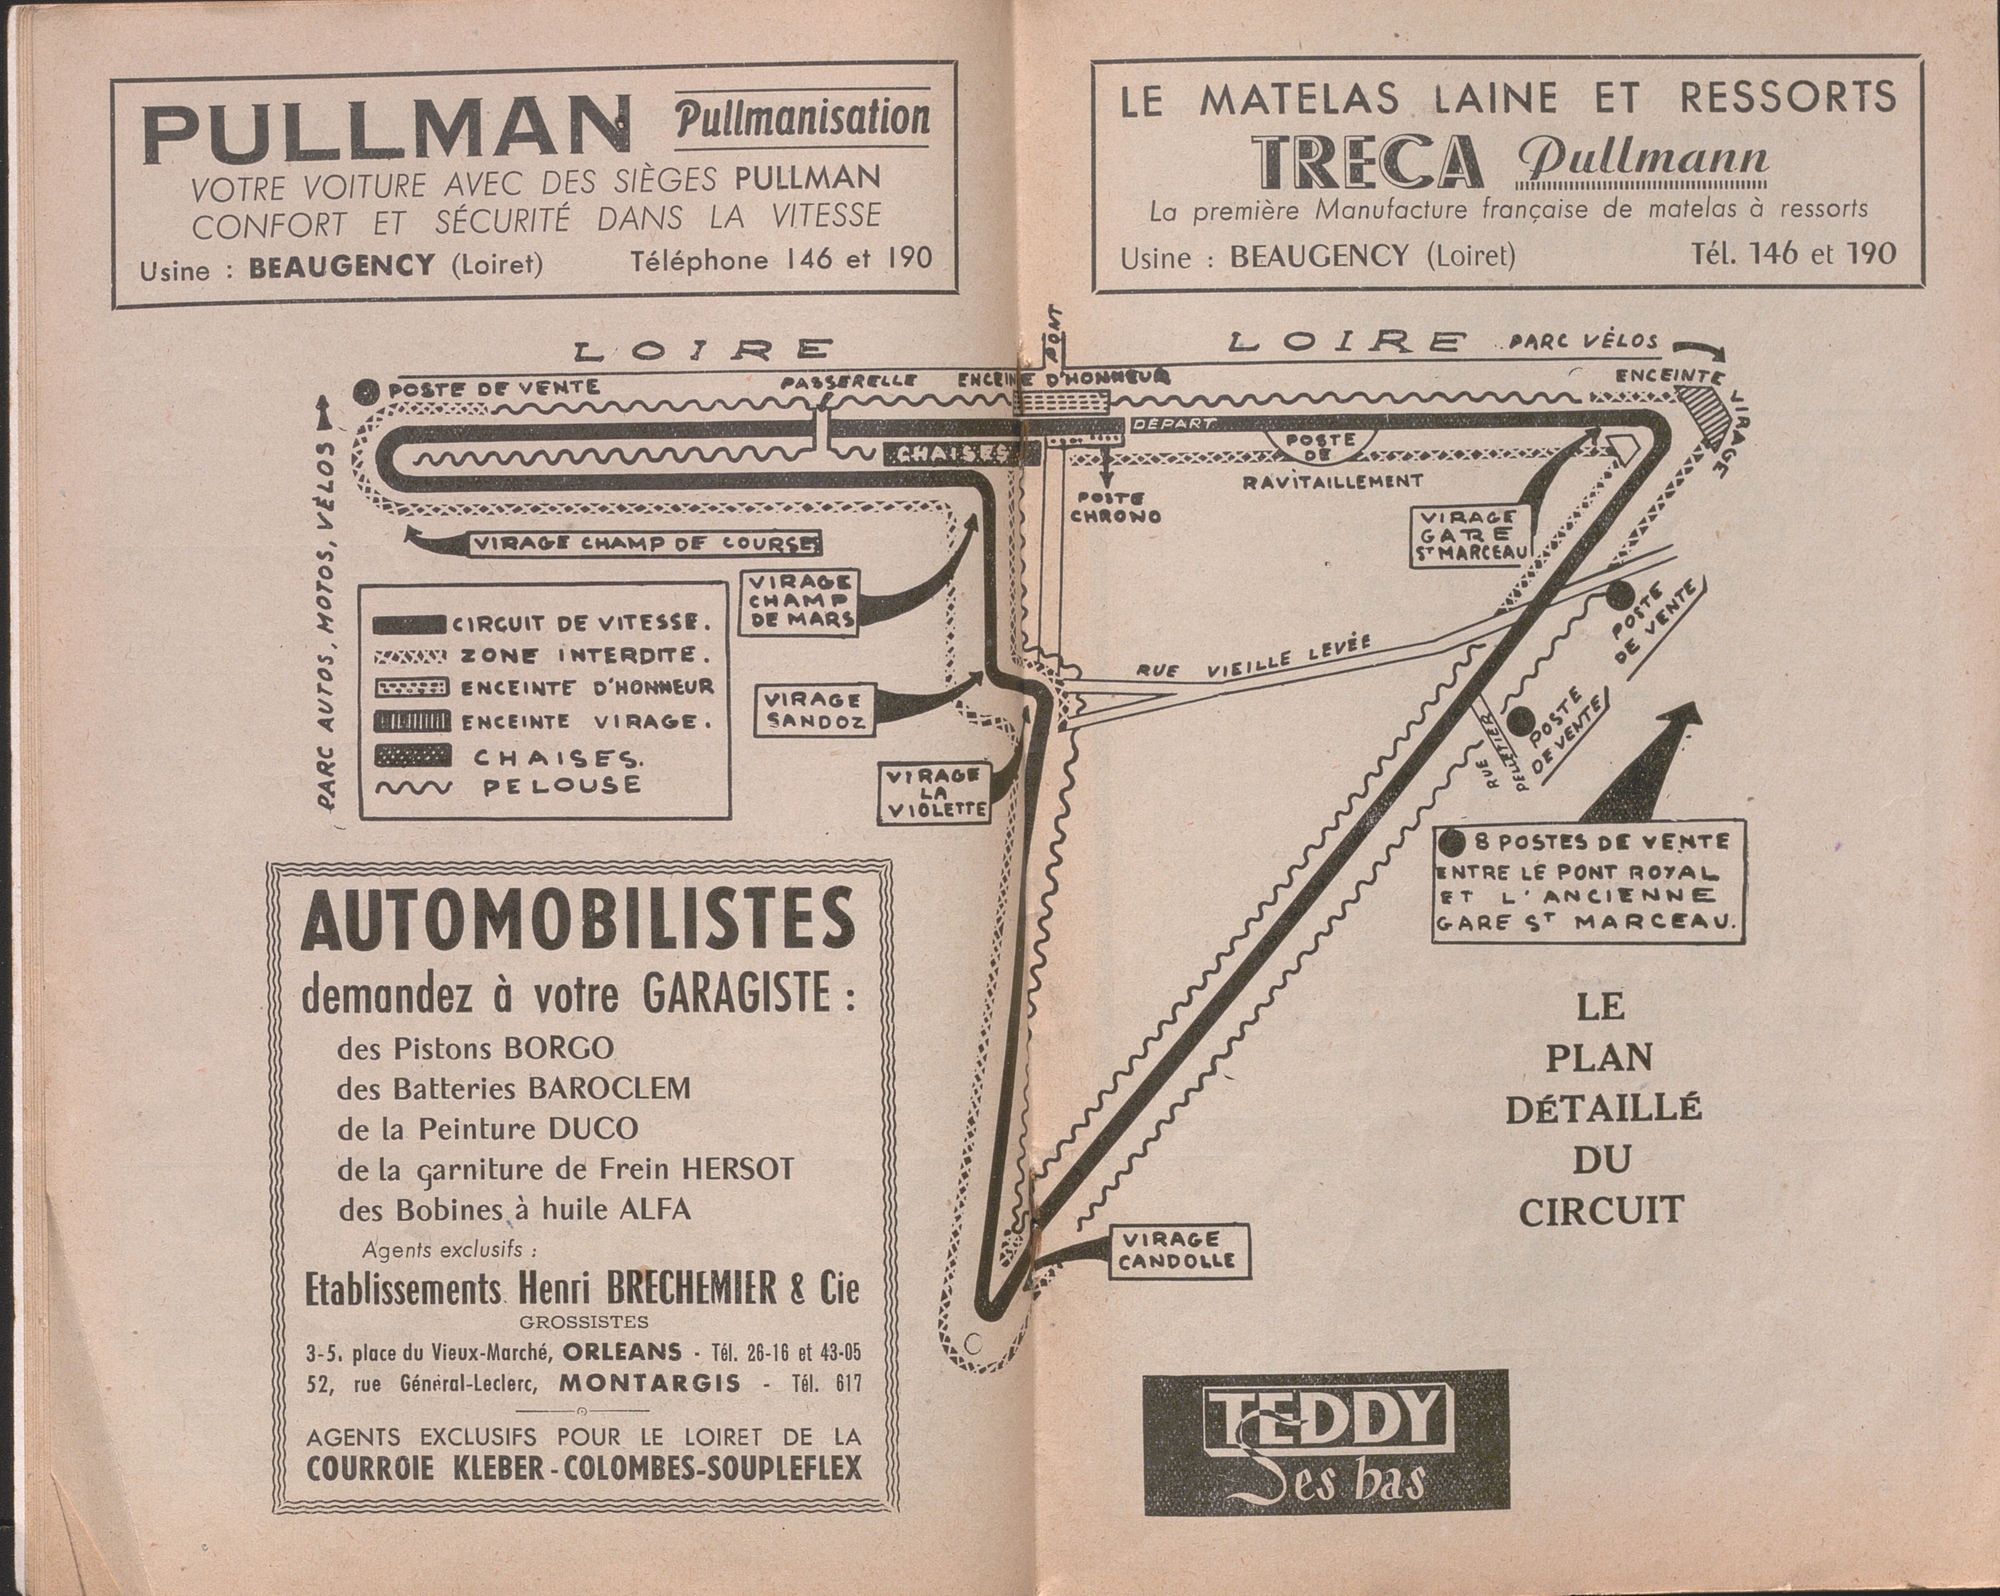 PULLMAN Pullmanisation
VOTRE VOITURE AVEC DES SIÈGES PULLMAN
CONFORT ET SÉCURITÉ DANS LA VITESSE
Usine : BEAUGENCY (Loiret) Téléphone 146 et 190
LE MATELAS LAINE ET RESSORTS
TRECA Pullmann
La première Manufacture française de matelas à ressorts
Usine : BEAUGENCY (Loiret) Tél. 146 et 190
LOIRE
PONT
LOIRE
PARC VÉLOS
POSTE DE VENTE
PASSERELLE
ENCEINTE D'HONNEUR
ENCEINTE
VIRAGE
PARC AUTOS, MOTOS, VÉLOS
DÉPART
CHAISES
POSTE
DE
RAVITAILLEMENT
POSTE
CHRONO
VIRAGE
GARE
ST MARCEAU
VIRAGE CHAMP DE COURSES
VIRAGE
CHAMP
DE MARS
CIRCUIT DE VITESSE.
ZONE INTERDITE.
ENCEINTE D'HONNEUR
ENCEINTE VIRAGE.
CHAISES.
PELOUSE
VIRAGE
SANDOZ
VIRAGE
LA
VIOLETTE
RUE VIEILLE LEVÉE
POSTE
DE VENTE
POSTE
DE VENTE
RUE
PELLETIER
8 POSTES DE VENTE
ENTRE LE PONT ROYAL
ET L'ANCIENNE
GARE ST MARCEAU.
LE
PLAN
DÉTAILLÉ
DU
CIRCUIT
VIRAGE
CANDOLLE
AUTOMOBILISTES
demandez à votre GARAGISTE :
des Pistons BORGO
des Batteries BAROCLEM
de la Peinture DUCO
de la garniture de Frein HERSOT
des Bobines à huile ALFA
Agents exclusifs :
Etablissements Henri BRECHEMIER & Cie
GROSSISTES
3-5, place du Vieux-Marché, ORLEANS - Tél. 26-16 et 43-05
52, rue Général-Leclerc, MONTARGIS - Tél. 617
AGENTS EXCLUSIFS POUR LE LOIRET DE LA
COURROIE KLEBER-COLOMBES-SOUPLEFLEX
TEDDY
Ses bas